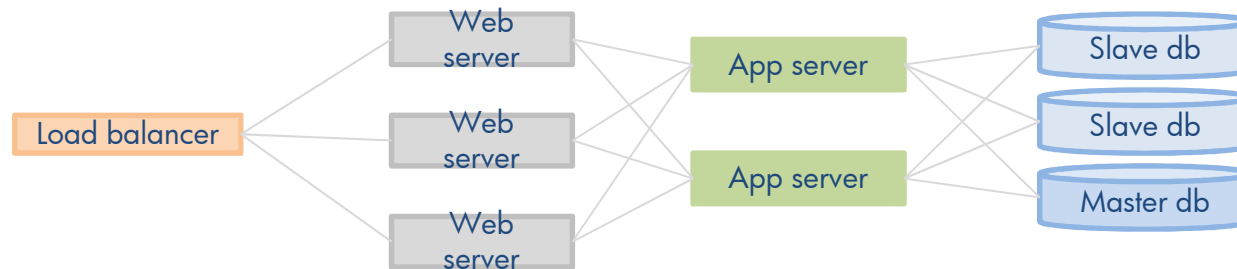 Load balancer
Web
server
Web
server
Web
server
App server
App server
Slave db
Slave db
Master db